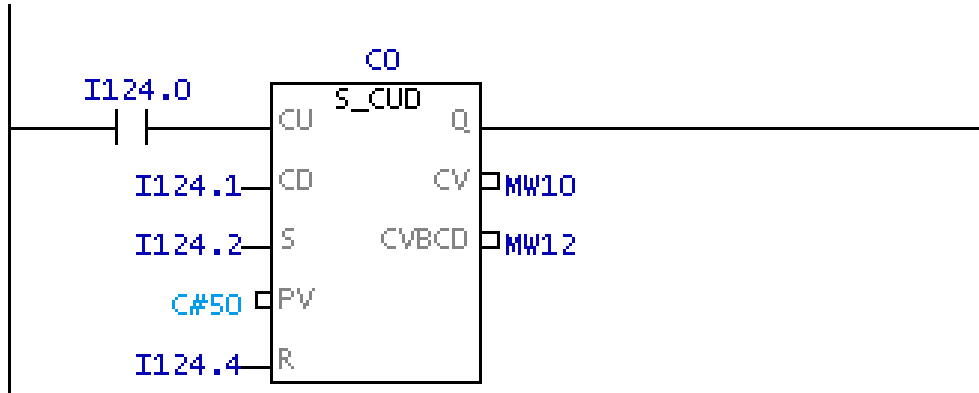 C0
I124.0
S_CUD
CU Q
I124.1 CD CV MW10
I124.2 S CVBCD MW12
C#50 PV
I124.4 R